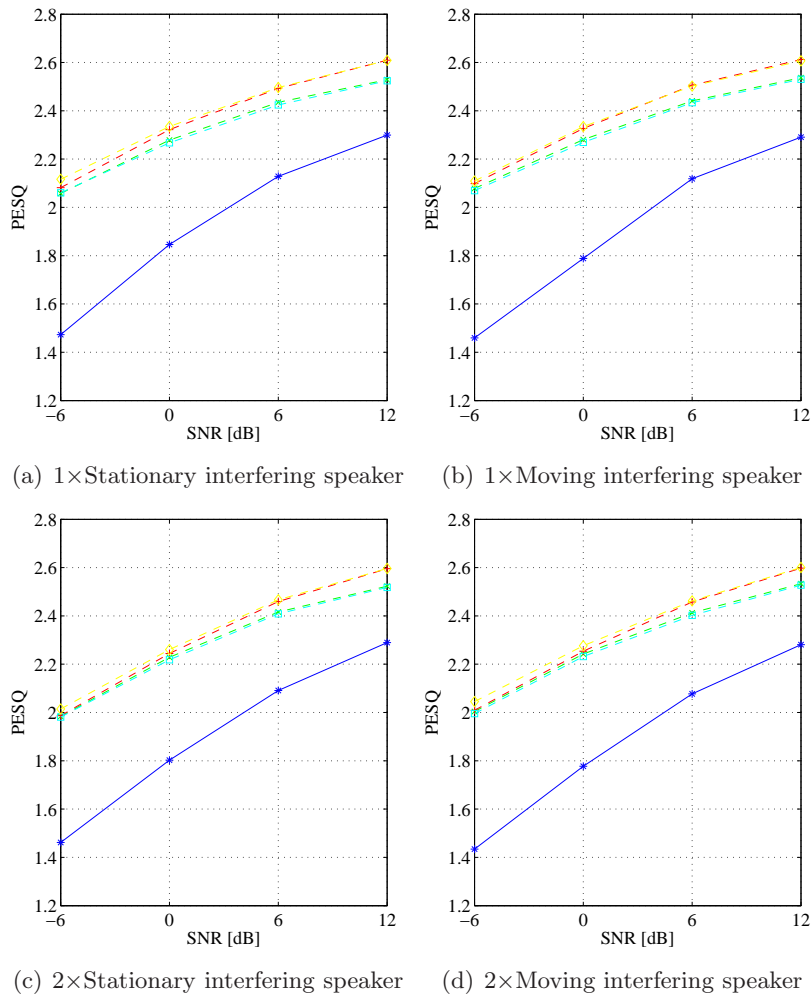 2.8
2.6
2.4
2.2
2
1.8
1.6
1.4
1.2
PESQ
−6 0 6 12
SNR [dB]
(a) 1×Stationary interfering speaker
2.8
2.6
2.4
2.2
2
1.8
1.6
1.4
1.2
PESQ
−6 0 6 12
SNR [dB]
(b) 1×Moving interfering speaker
2.8
2.6
2.4
2.2
2
1.8
1.6
1.4
1.2
PESQ
−6 0 6 12
SNR [dB]
(c) 2×Stationary interfering speaker
2.8
2.6
2.4
2.2
2
1.8
1.6
1.4
1.2
PESQ
−6 0 6 12
SNR [dB]
(d) 2×Moving interfering speaker